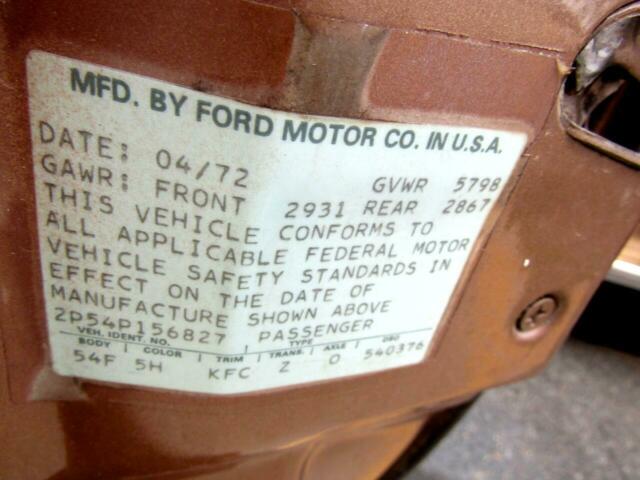 MFD. BY FORD MOTOR CO. IN U.S.A.
DATE: 04/72 GVWR 5798
GAWR: FRONT 2931 REAR 2867
THIS VEHICLE CONFORMS TO
ALL APPLICABLE FEDERAL MOTOR
VEHICLE SAFETY STANDARDS IN
EFFECT ON THE DATE OF
MANUFACTURE SHOWN ABOVE
2P54P156827 PASSENGER
VEH. IDENT. NO. TYPE
BODY COLOR TRIM TRANS. AXLE DSO
54F 5H KFC Z O 540376